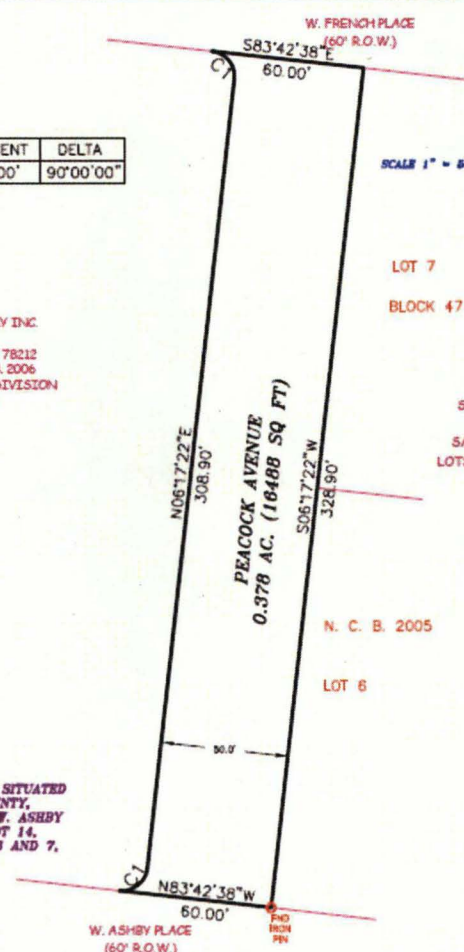 W. FRENCH PLACE
(60' R.O.W.)
S83°42'38"E
60.00'
C1
DELTA
90°00'00"
SCALE 1" =
LOT 7
BLOCK 47
Y INC.
78212
2006
DIVISION
LOTS
N06°17'22"E
308.90'
PEACOCK AVENUE
0.378 AC. (16488 SQ FT)
S06°17'22"W
328.90'
N. C. B. 2005
LOT 6
50.0'
SITUATED
W. ASHBY
OT 14,
AND 7,
C1
N83°42'38"W
60.00'
FND
IRON
PIN
W. ASHBY PLACE
(60' R.O.W.)